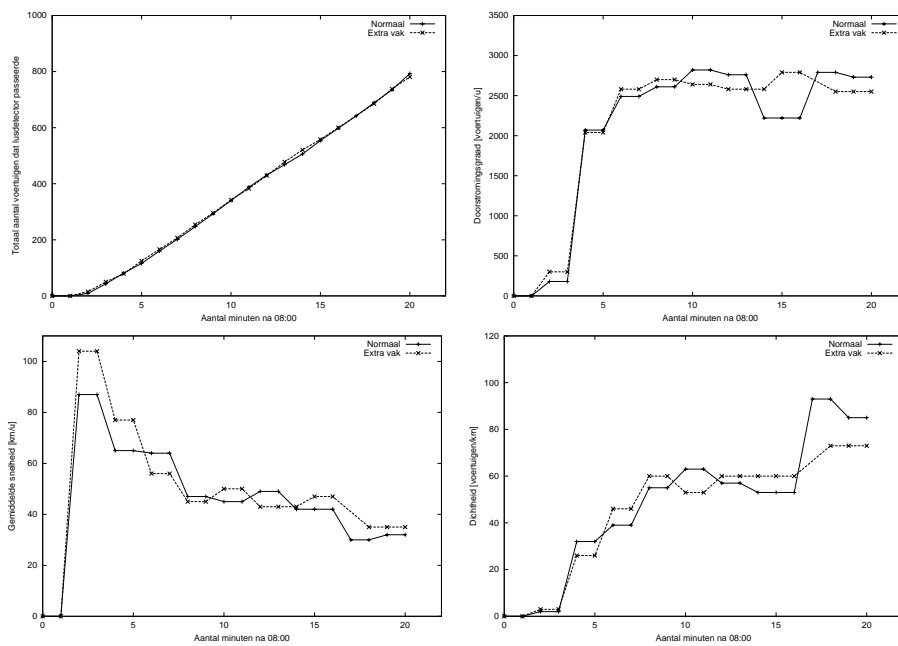 Totaal aantal voertuigen dat lusdetector passeerde
1000
800
600
400
200
0
0 5 10 15 20
Aantal minuten na 08:00
Normaal
Extra vak
Doorstromingsgraad [voertuigen/u]
3500
3000
2500
2000
1500
1000
500
0
0 5 10 15 20
Aantal minuten na 08:00
Normaal
Extra vak
Gemiddelde snelheid [km/u]
100
80
60
40
20
0
0 5 10 15 20
Aantal minuten na 08:00
Normaal
Extra vak
Dichtheid [voertuigen/km]
120
100
80
60
40
20
0
0 5 10 15 20
Aantal minuten na 08:00
Normaal
Extra vak